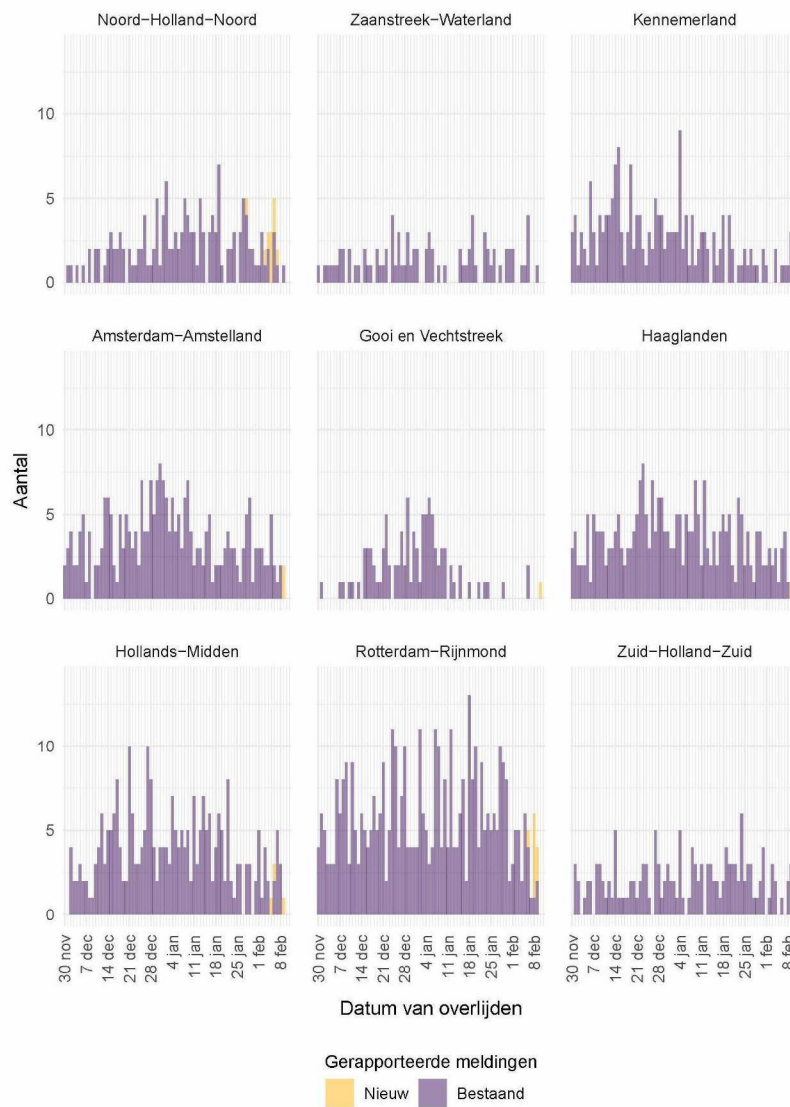 Noord-Holland-Noord
Zaanstreek-Waterland
Kennemerland
10
5
0
Amsterdam-Amstelland
Gooi en Vechtstreek
Haaglanden
10
5
0
Aantal
Hollands-Midden
Rotterdam-Rijnmond
Zuid-Holland-Zuid
10
5
0
30 nov
7 dec
14 dec
21 dec
28 dec
4 jan
11 jan
18 jan
25 jan
1 feb
8 feb
30 nov
7 dec
14 dec
21 dec
28 dec
4 jan
11 jan
18 jan
25 jan
1 feb
8 feb
30 nov
7 dec
14 dec
21 dec
28 dec
4 jan
11 jan
18 jan
25 jan
1 feb
8 feb
Datum van overlijden
Gerapporteerde meldingen
Nieuw
Bestaand